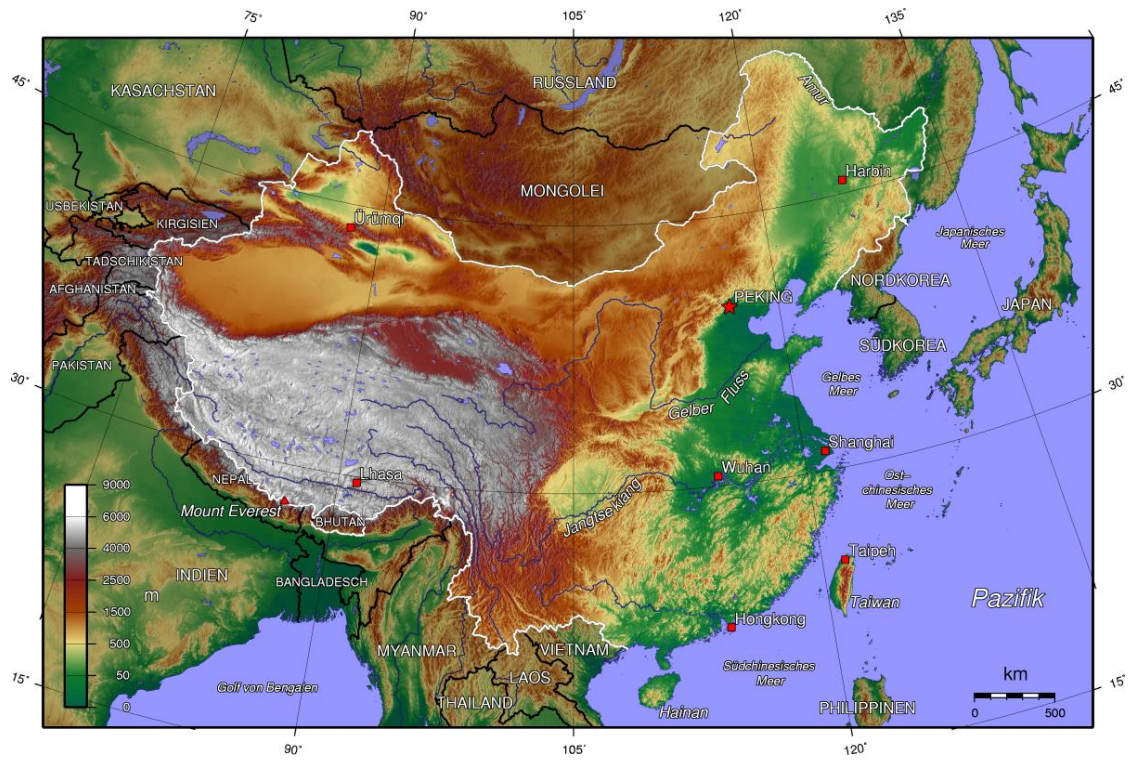 75°
90°
105°
120°
135°
45°
45°
RUSSLAND
KASACHSTAN
Amur
MONGOLEI
Harbin
USBEKISTAN
KIRGISIEN
Ürümqi
Japanisches
Meer
TADSCHIKISTAN
AFGHANISTAN
NORDKOREA
PEKING
JAPAN
SÜDKOREA
PAKISTAN
30°
30°
Gelbes
Meer
Gelber Fluss
Shanghai
Wuhan
Lhasa
NEPAL
Ost–
chinesisches
Meer
Jangtse kiang
Mount Everest
BHUTAN
9000
6000
4000
2500
1000
500
50
0
m
INDIEN
BANGLADESCH
Taipeh
Taiwan
Pazifik
Hongkong
MYANMAR
VIETNAM
LAOS
Südchinesisches
Meer
Golf von Bengalen
THAILAND
Hainan
PHILIPPINEN
km
0
500
15°
15°
90°
105°
120°